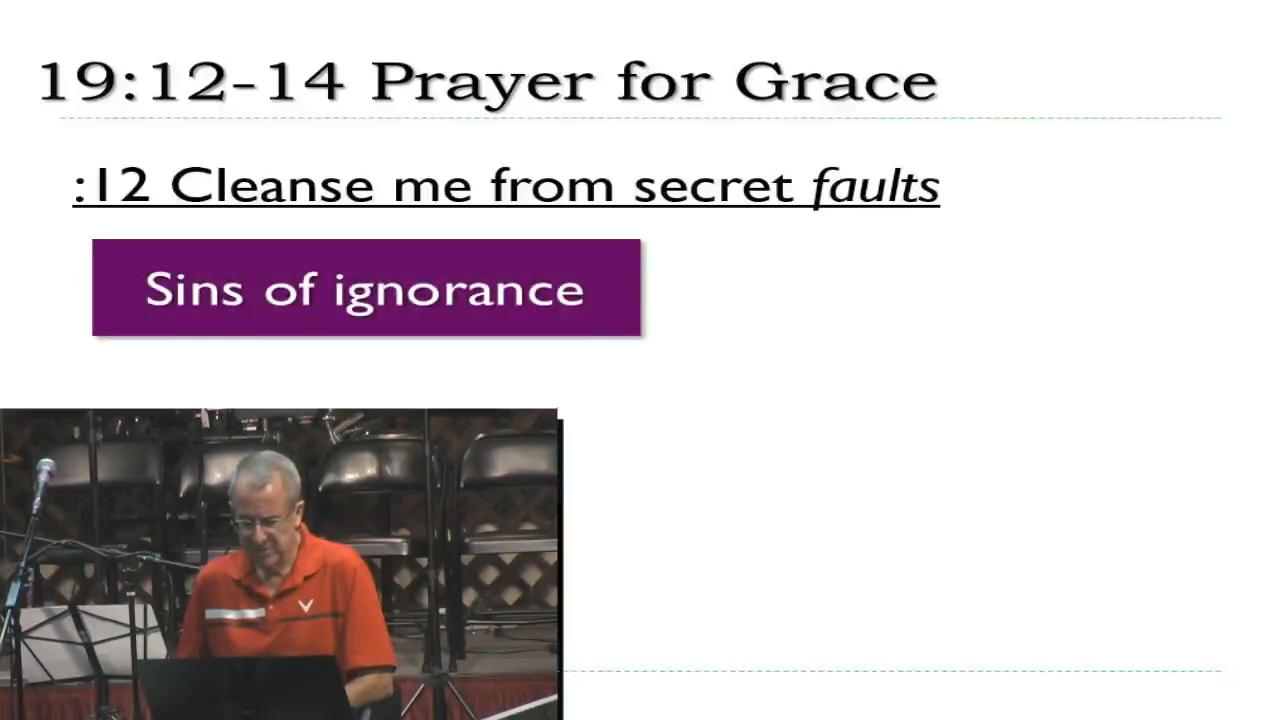 19:12-14 Prayer for Grace
:12 Cleanse me from secret faults
Sins of ignorance